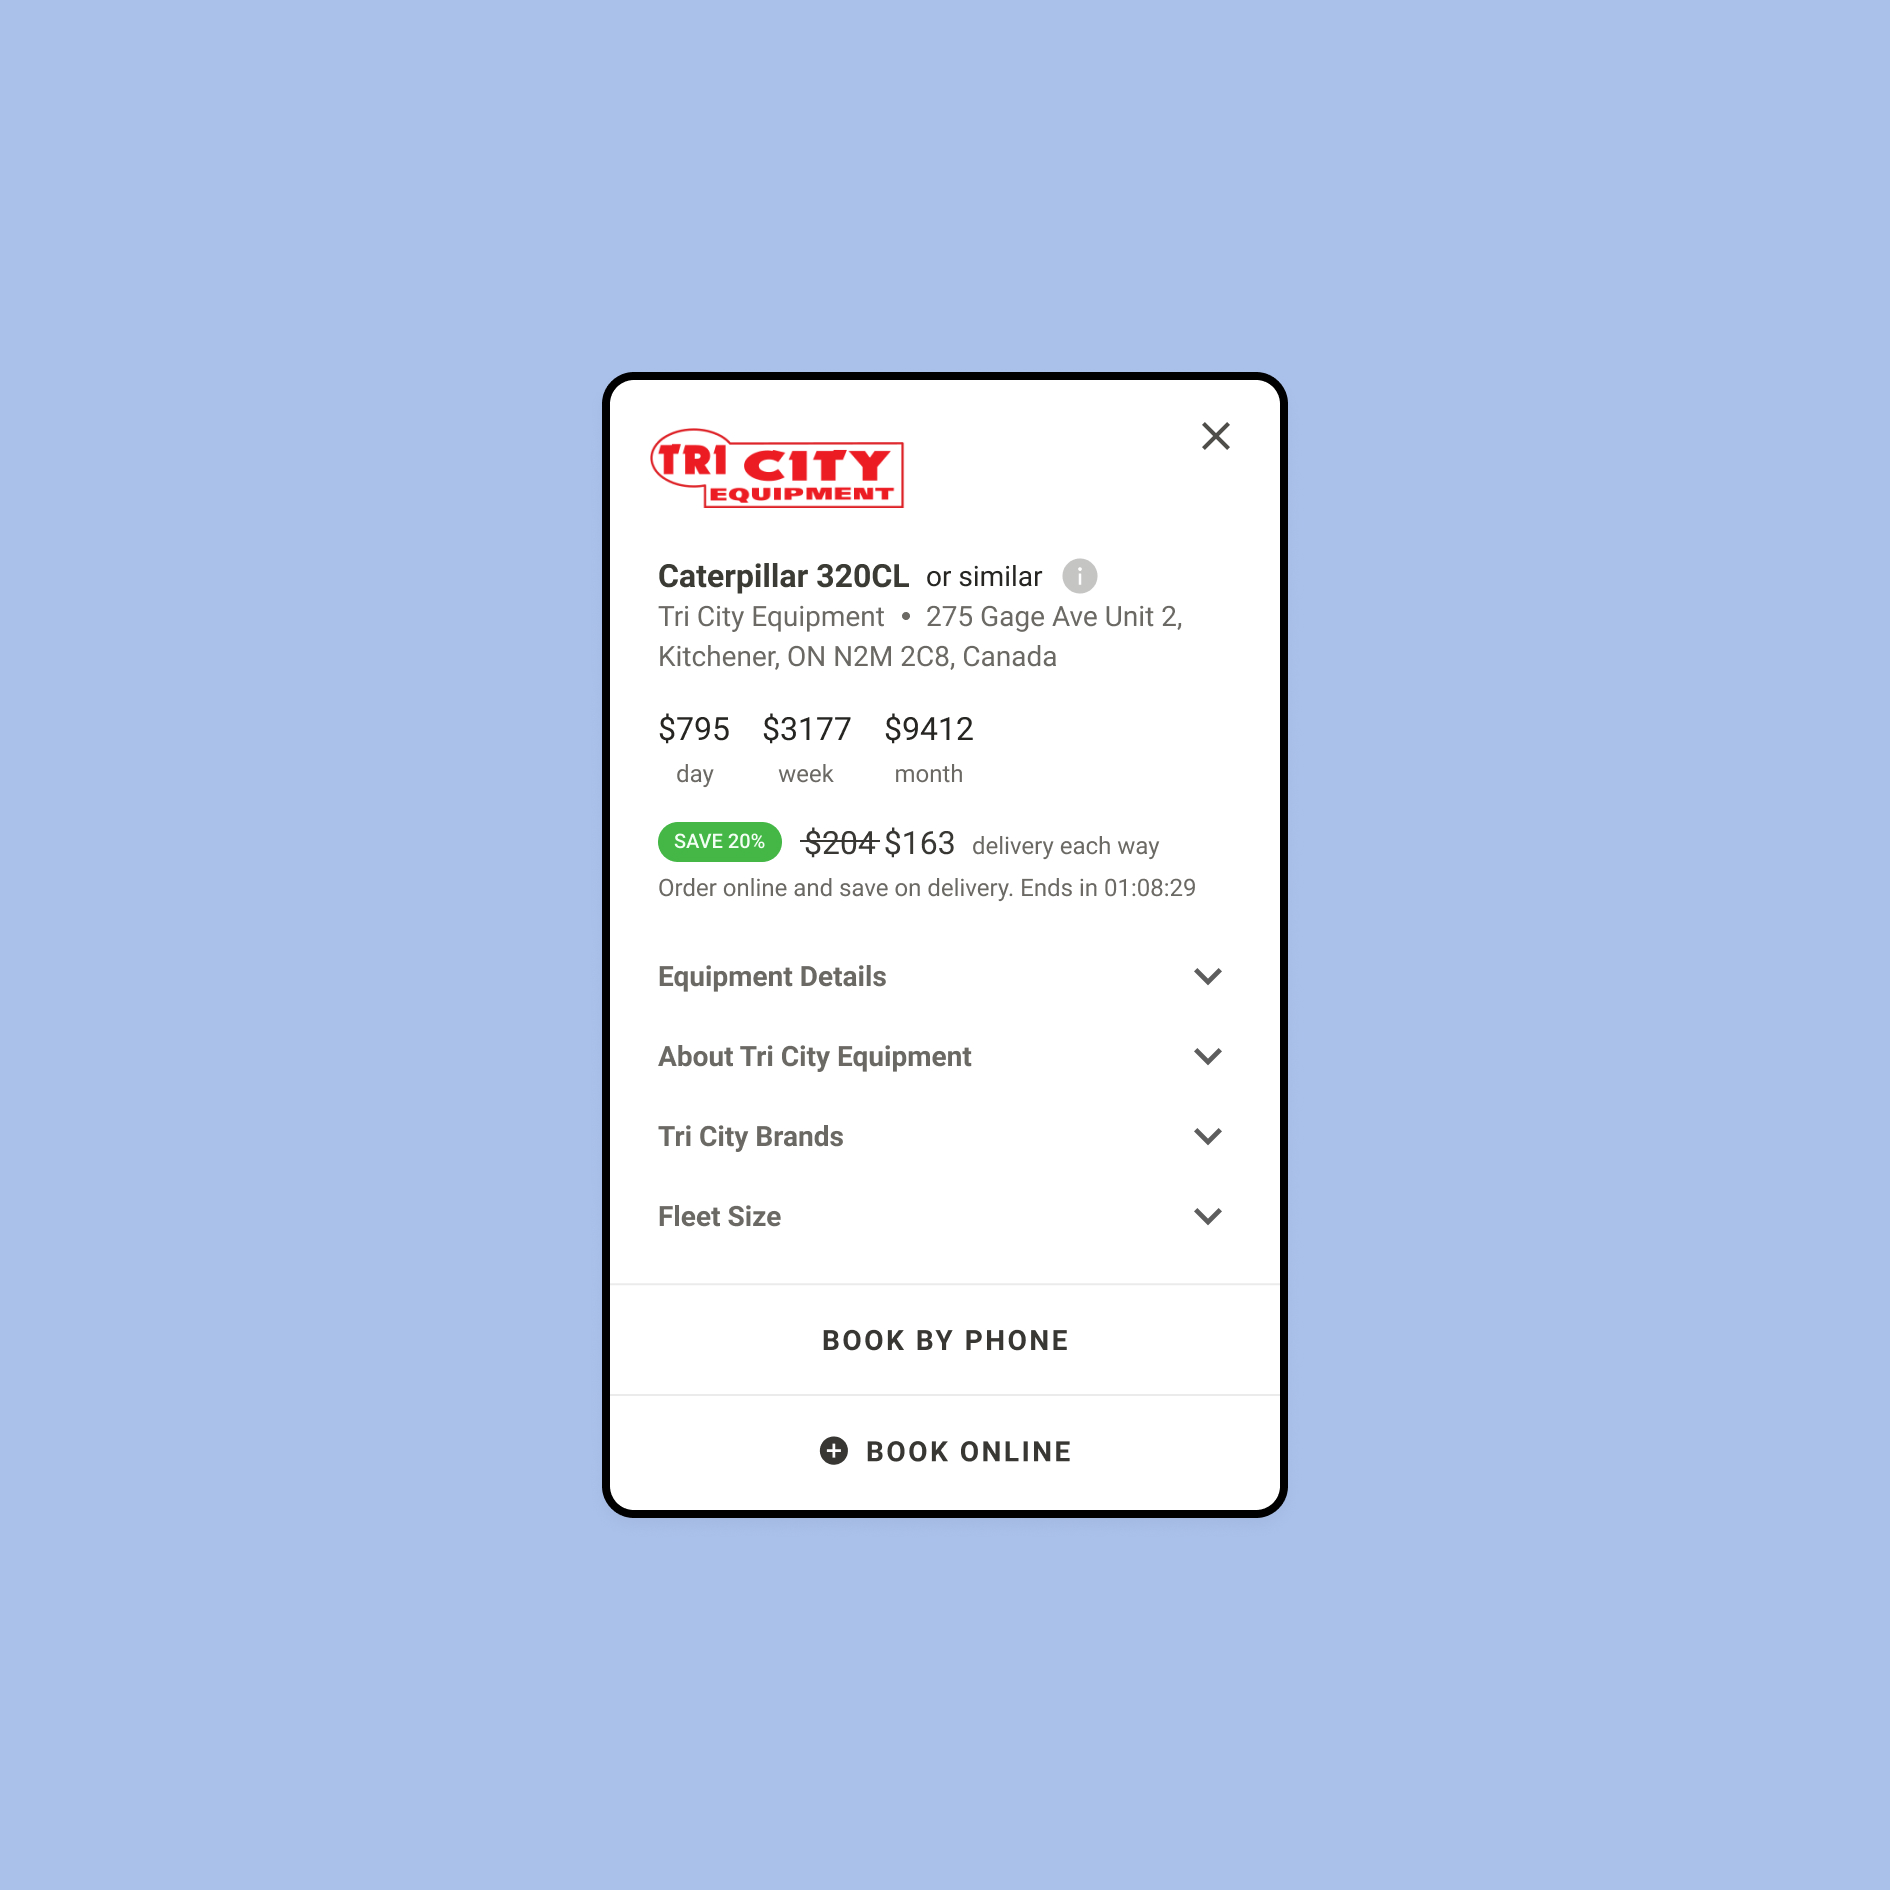 TRI CITY
EQUIPMENT
Caterpillar 320CL or similar i
Tri City Equipment • 275 Gage Ave Unit 2,
Kitchener, ON N2M 2C8, Canada
$795 $3177 $9412
day week month
SAVE 20% $204 $163 delivery each way
Order online and save on delivery. Ends in 01:08:29
Equipment Details
About Tri City Equipment
Tri City Brands
Fleet Size
BOOK BY PHONE
BOOK ONLINE